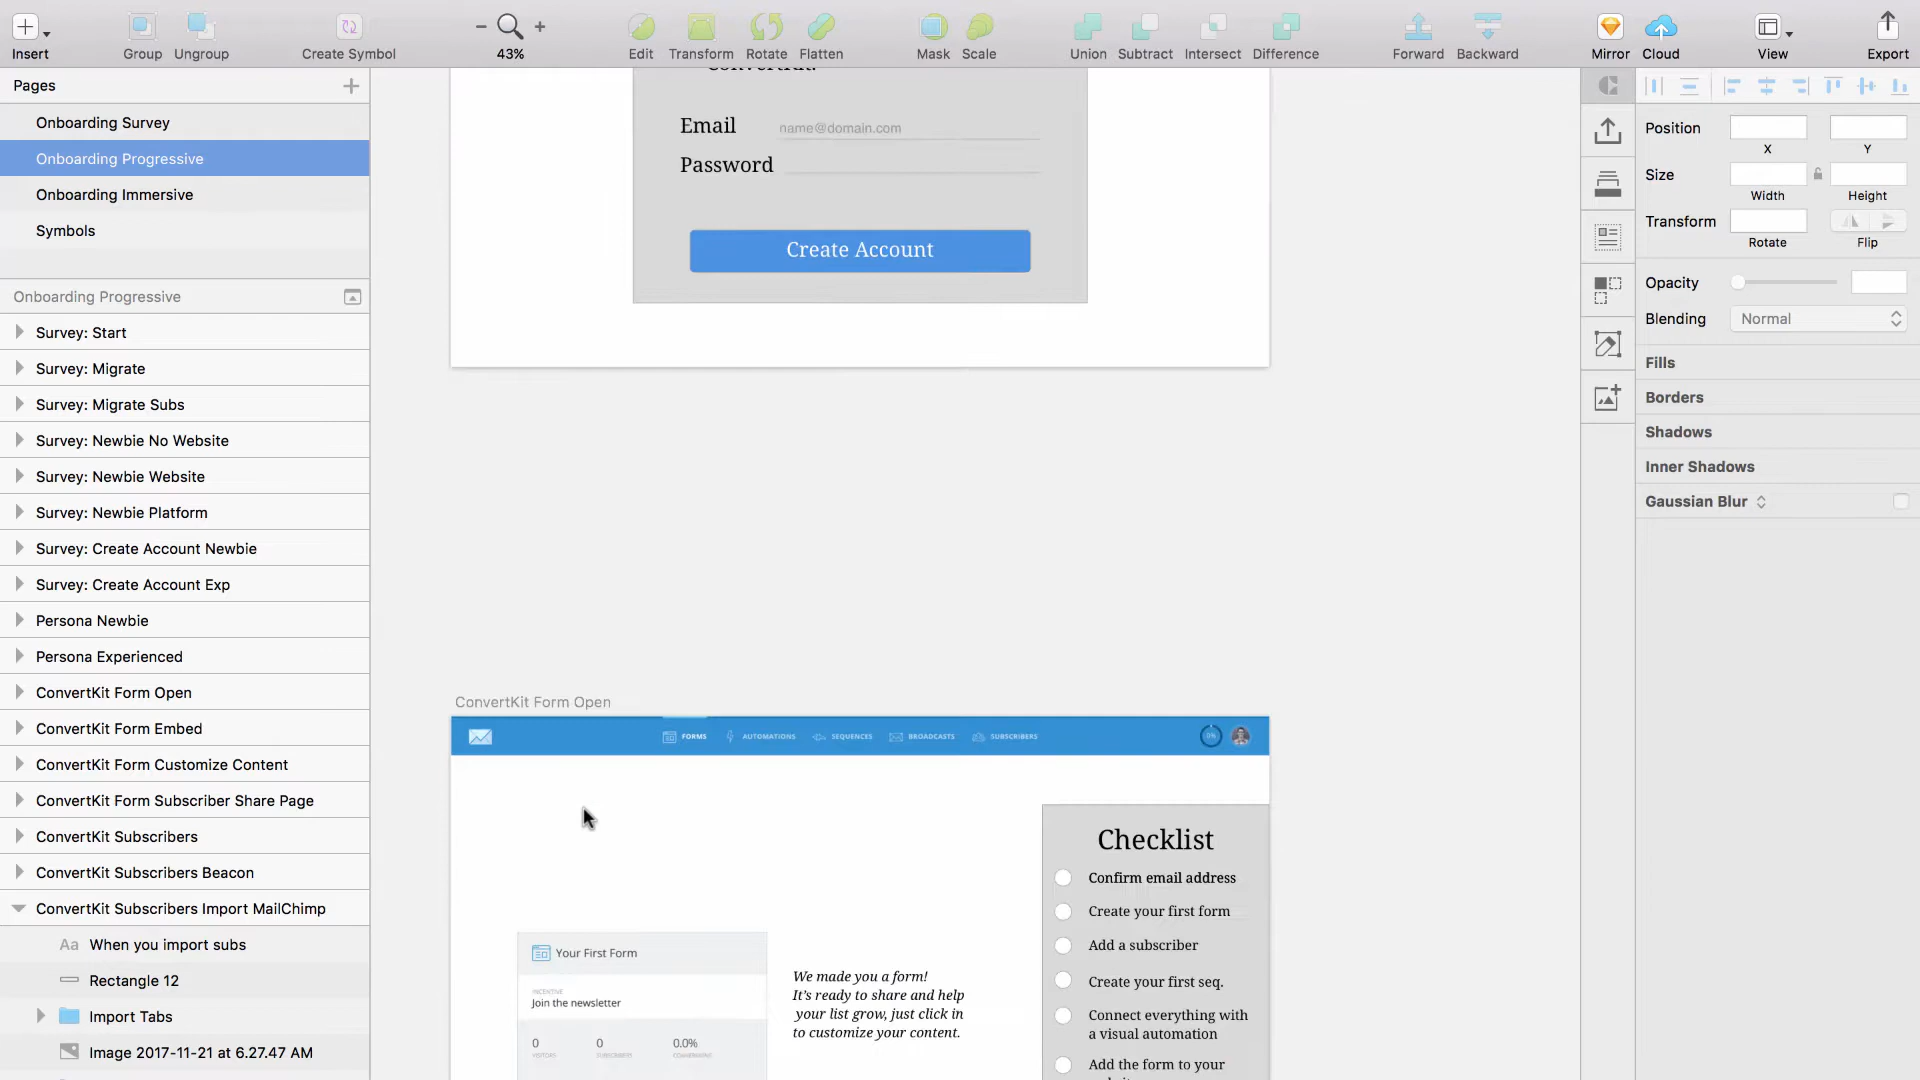 Insert
Group
Ungroup
Create Symbol
43%
Edit
Transform
Rotate
Flatten
Mask
Scale
Union
Subtract
Intersect
Difference
Forward
Backward
Mirror
Cloud
View
Export
Pages
Onboarding Survey
Onboarding Progressive
Onboarding Immersive
Symbols
Onboarding Progressive
Survey: Start
Survey: Migrate
Survey: Migrate Subs
Survey: Newbie No Website
Survey: Newbie Website
Survey: Newbie Platform
Survey: Create Account Newbie
Survey: Create Account Exp
Persona Newbie
Persona Experienced
ConvertKit Form Open
ConvertKit Form Embed
ConvertKit Form Customize Content
ConvertKit Form Subscriber Share Page
ConvertKit Subscribers
ConvertKit Subscribers Beacon
ConvertKit Subscribers Import MailChimp
Aa When you import subs
Rectangle 12
Import Tabs
Image 2017-11-21 at 6.27.47 AM
ConvertKit.
Email name@domain.com
Password
Create Account
ConvertKit Form Open
FORMS
AUTOMATIONS
SEQUENCES
BROADCASTS
SUBSCRIBERS
0%
Your First Form
INCENTIVE
Join the newsletter
0
0
0.0%
VISITORS
SUBSCRIBERS
We made you a form!
It's ready to share and help
your list grow, just click in
to customize your content.
Checklist
Confirm email address
Create your first form
Add a subscriber
Create your first seq.
Connect everything with
a visual automation
Add the form to your
Position
X
Y
Size
Width
Height
Transform
Rotate
Flip
Opacity
Blending
Normal
Fills
Borders
Shadows
Inner Shadows
Gaussian Blur